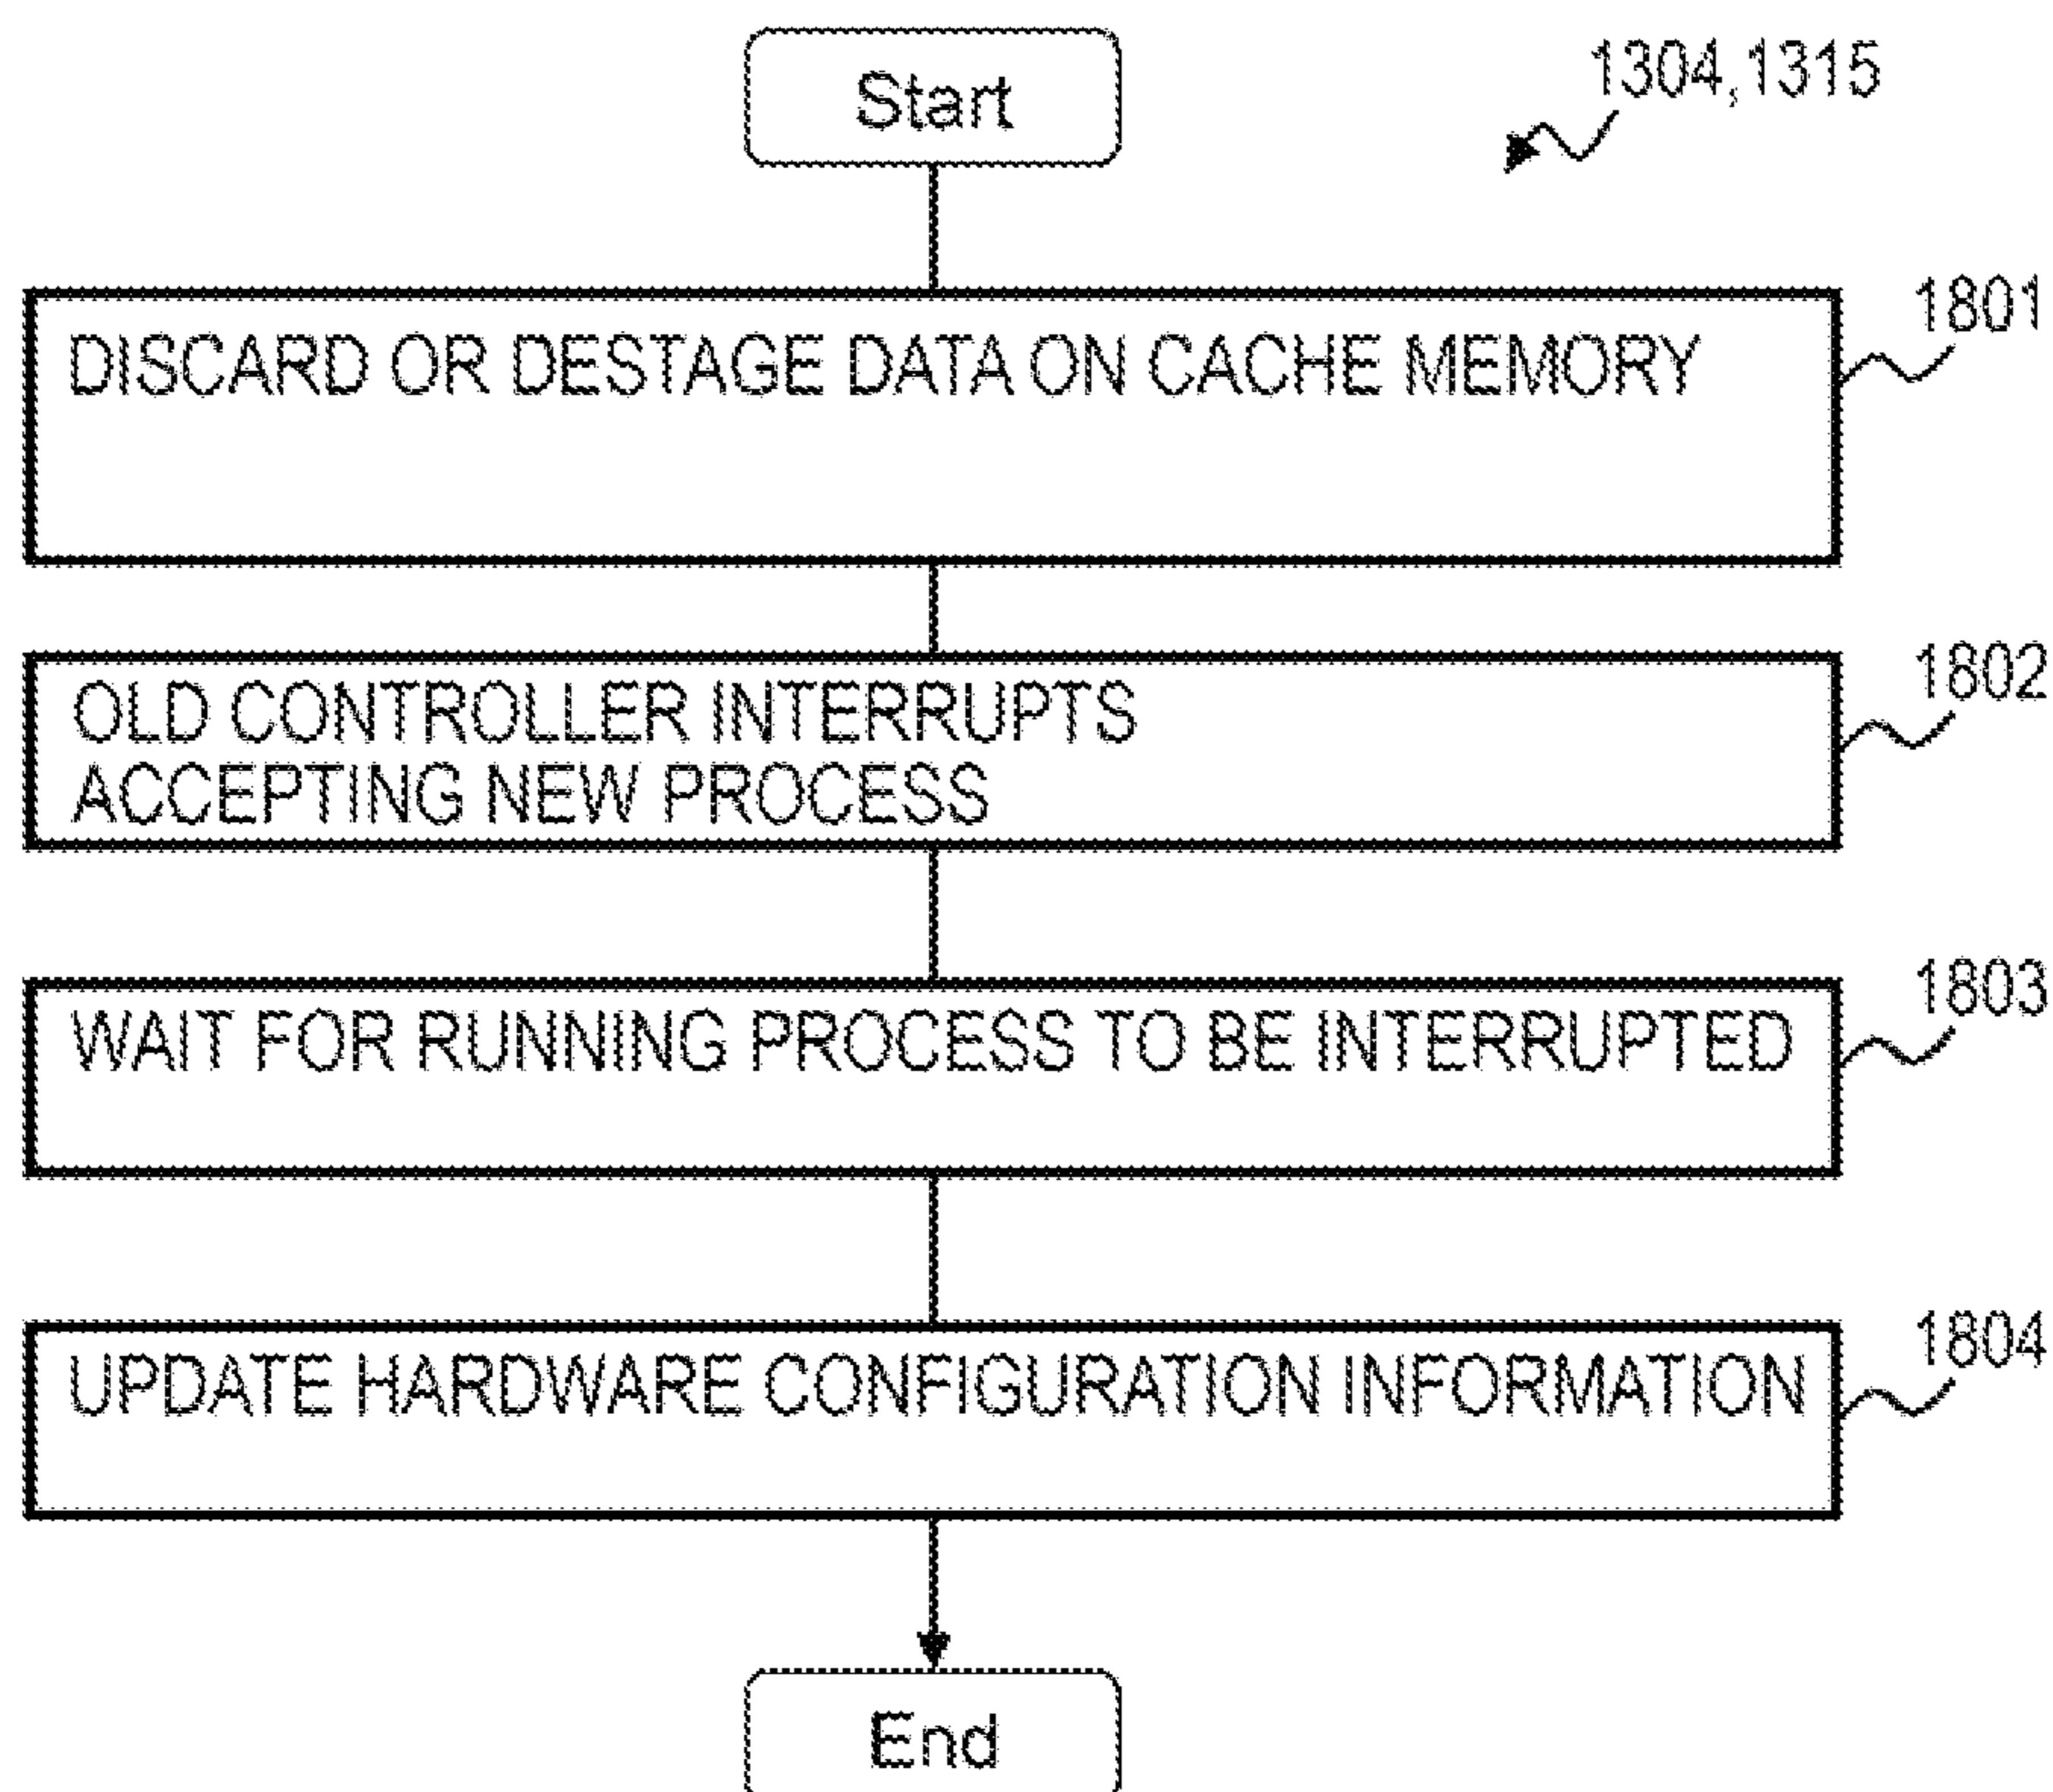 Start
1304,1315
1801
DISCARD OR DESTAGE DATA ON CACHE MEMORY
1802
OLD CONTROLLER INTERRUPTS
ACCEPTING NEW PROCESS
1803
WAIT FOR RUNNING PROCESS TO BE INTERRUPTED
1804
UPDATE HARDWARE CONFIGURATION INFORMATION
End